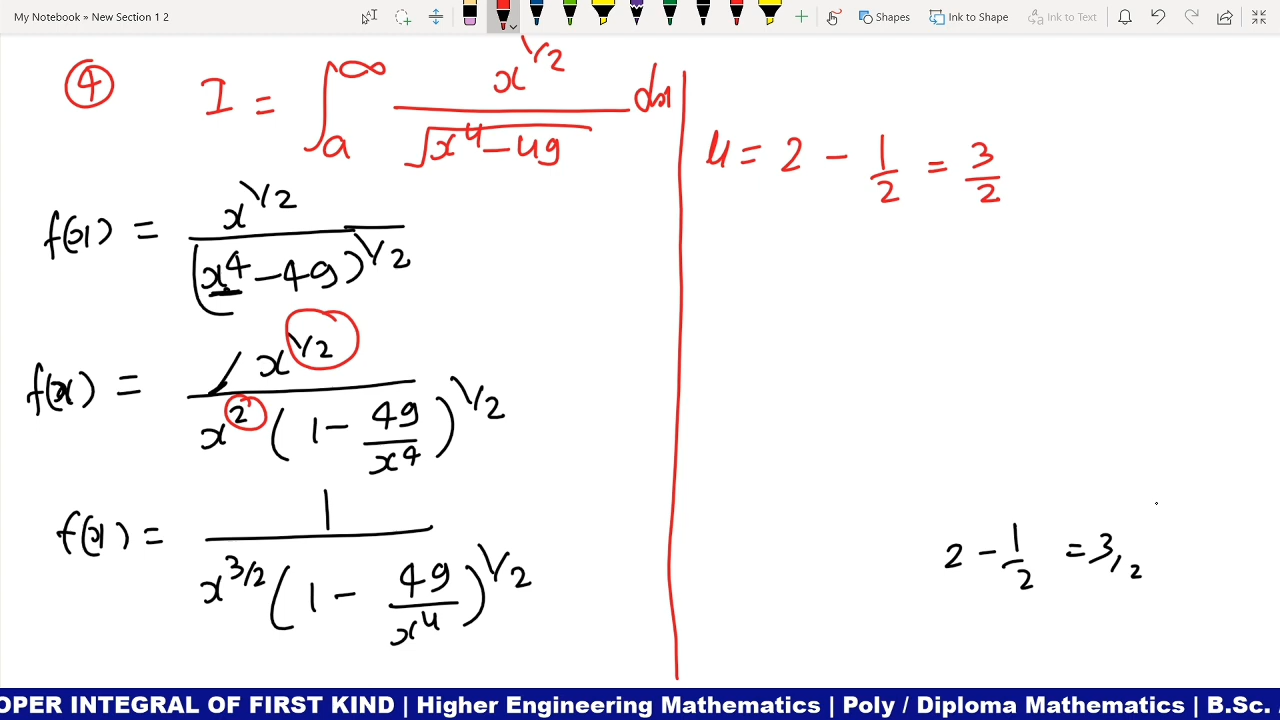 My Notebook » New Section 1 2
Shapes
Ink to Shape
Ink to Text
④ I = ∫ₐ^∞ x^1/2 / √x⁴-49 dx
μ = 2 - 1/2 = 3/2
f(x) = x^1/2 / (x⁴-49)^1/2
f(x) = x^1/2 / x² (1 - 49/x⁴)^1/2
f(x) = 1 / x^3/2 (1 - 49/x⁴)^1/2
2 - 1/2 = 3/2
OPER INTEGRAL OF FIRST KIND | Higher Engineering Mathematics | Poly / Diploma Mathematics | B.Sc.